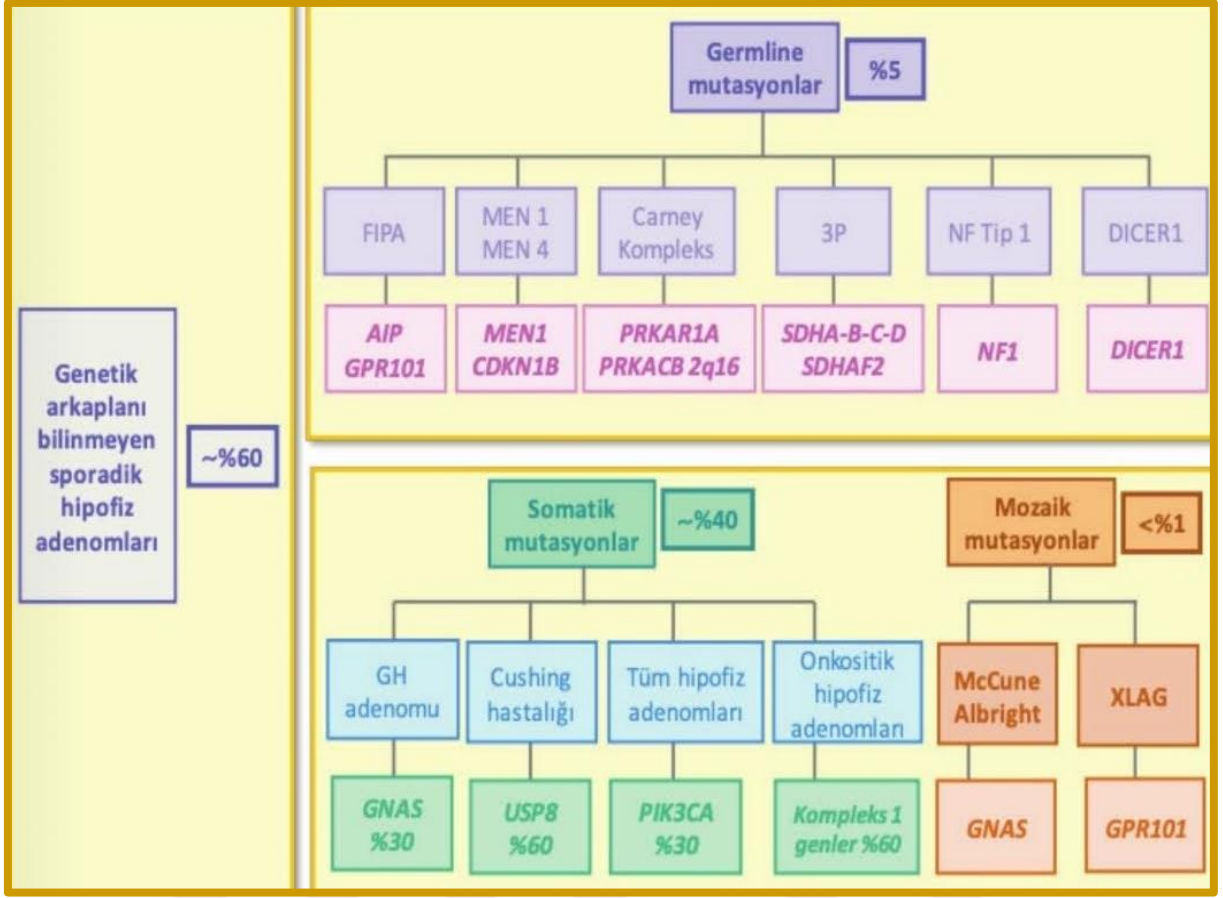 Genetik
arkaplanı
bilinmeyen
sporadik
hipofiz
adenomları
~%60
Germline
mutasyonlar
%5
FIPA
MEN 1
MEN 4
Carney
Kompleks
3P
NF Tip 1
DICER1
AIP
GPR101
MEN1
CDKN1B
PRKAR1A
PRKACB 2q16
SDHA-B-C-D
SDHAF2
NF1
DICER1
Somatik
mutasyonlar
~%40
Mozaik
mutasyonlar
<%1
GH
adenomu
Cushing
hastalığı
Tüm hipofiz
adenomları
Onkositik
hipofiz
adenomları
McCune
Albright
XLAG
GNAS
%30
USP8
%60
PIK3CA
%30
Kompleks 1
genler %60
GNAS
GPR101